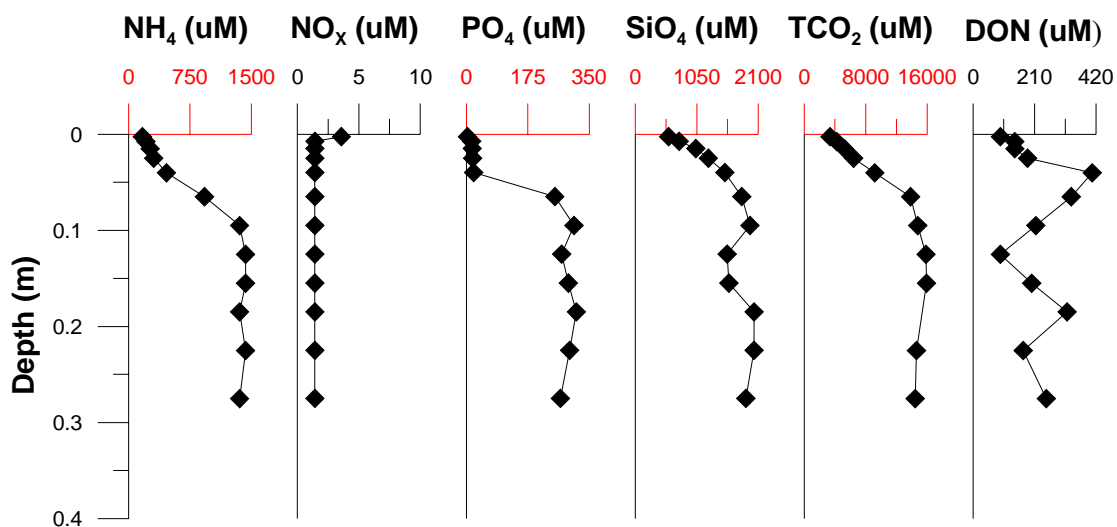 NH4 (uM) NOX (uM) PO4 (uM) SiO4 (uM) TCO2 (uM) DON (uM)
0 750 1500 0 5 10 0 175 350 0 1050 2100 0 8000 16000 0 210 420
0
0.1
0.2
0.3
0.4
Depth (m)